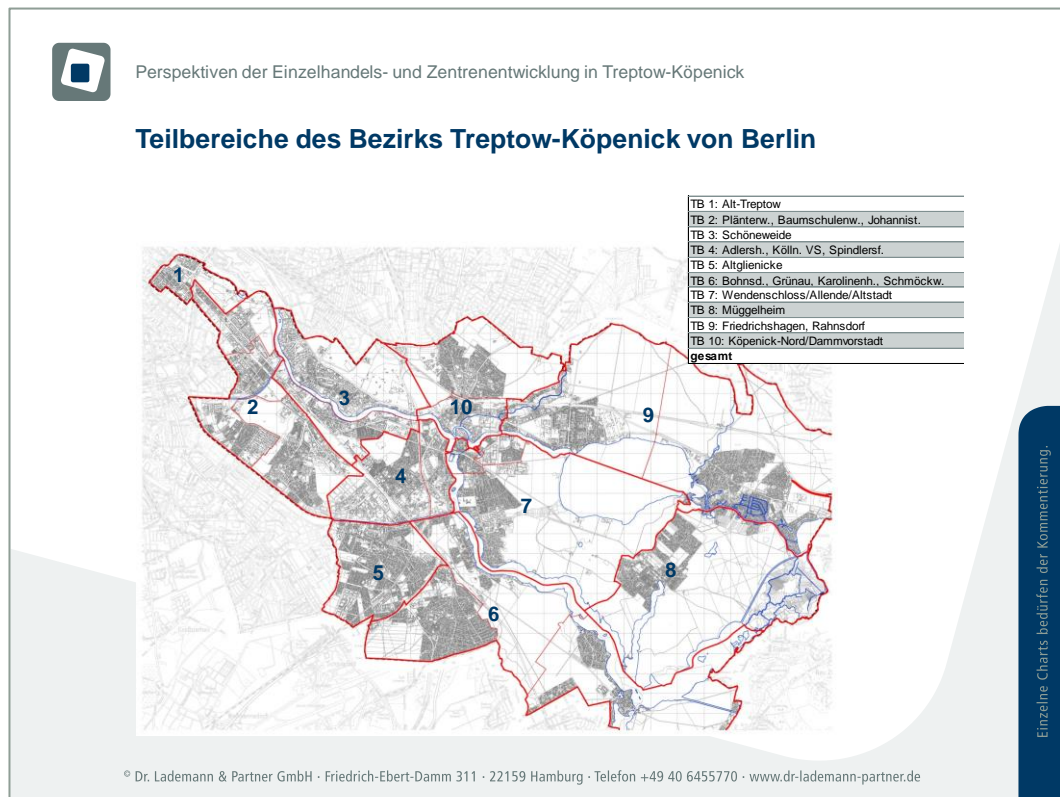 Perspektiven der Einzelhandels- und Zentrenentwicklung in Treptow-Köpenick
Teilbereiche des Bezirks Treptow-Köpenick von Berlin
TB 1: Alt-Treptow
TB 2: Plänterw., Baumschulenw., Johannist.
TB 3: Schöneweide
TB 4: Adlersh., Kölln. VS, Spindlersf.
TB 5: Altglienicke
TB 6: Bohnsd., Grünau, Karolinenh., Schmöckw.
TB 7: Wendenschloss/Allende/Altstadt
TB 8: Müggelheim
TB 9: Friedrichshagen, Rahnsdorf
TB 10: Köpenick-Nord/Dammvorstadt
gesamt
1
2
3
10
9
4
7
5
8
6
Einzelne Charts bedürfen der Kommentierung.
© Dr. Lademann & Partner GmbH · Friedrich-Ebert-Damm 311 · 22159 Hamburg · Telefon +49 40 6455770 · www.dr-lademann-partner.de